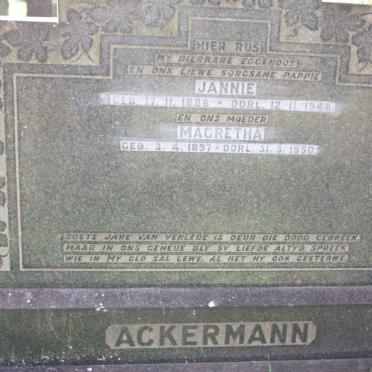 HIER RUS
MY DIERBARE EGGENOOT
EN ONS LIEWE SORGSAME PAPPIE
JANNIE
GEB. 17.11.1886 - OORL. 12.11.1948
EN ONS MOEDER
MAGRETHA
GEB. 3.4.1897 - OORL. 31.3.1950
SOETE JARE VAN VERLEDE IS DEUR DIE DOOD GEBREEK
MAAR IN ONS GEHEUE BLY SY LIEFDE ALTYD SPREEK
WIE IN MY GLO SAL LEWE, AL HET HY OOK GESTERWE
ACKERMANN